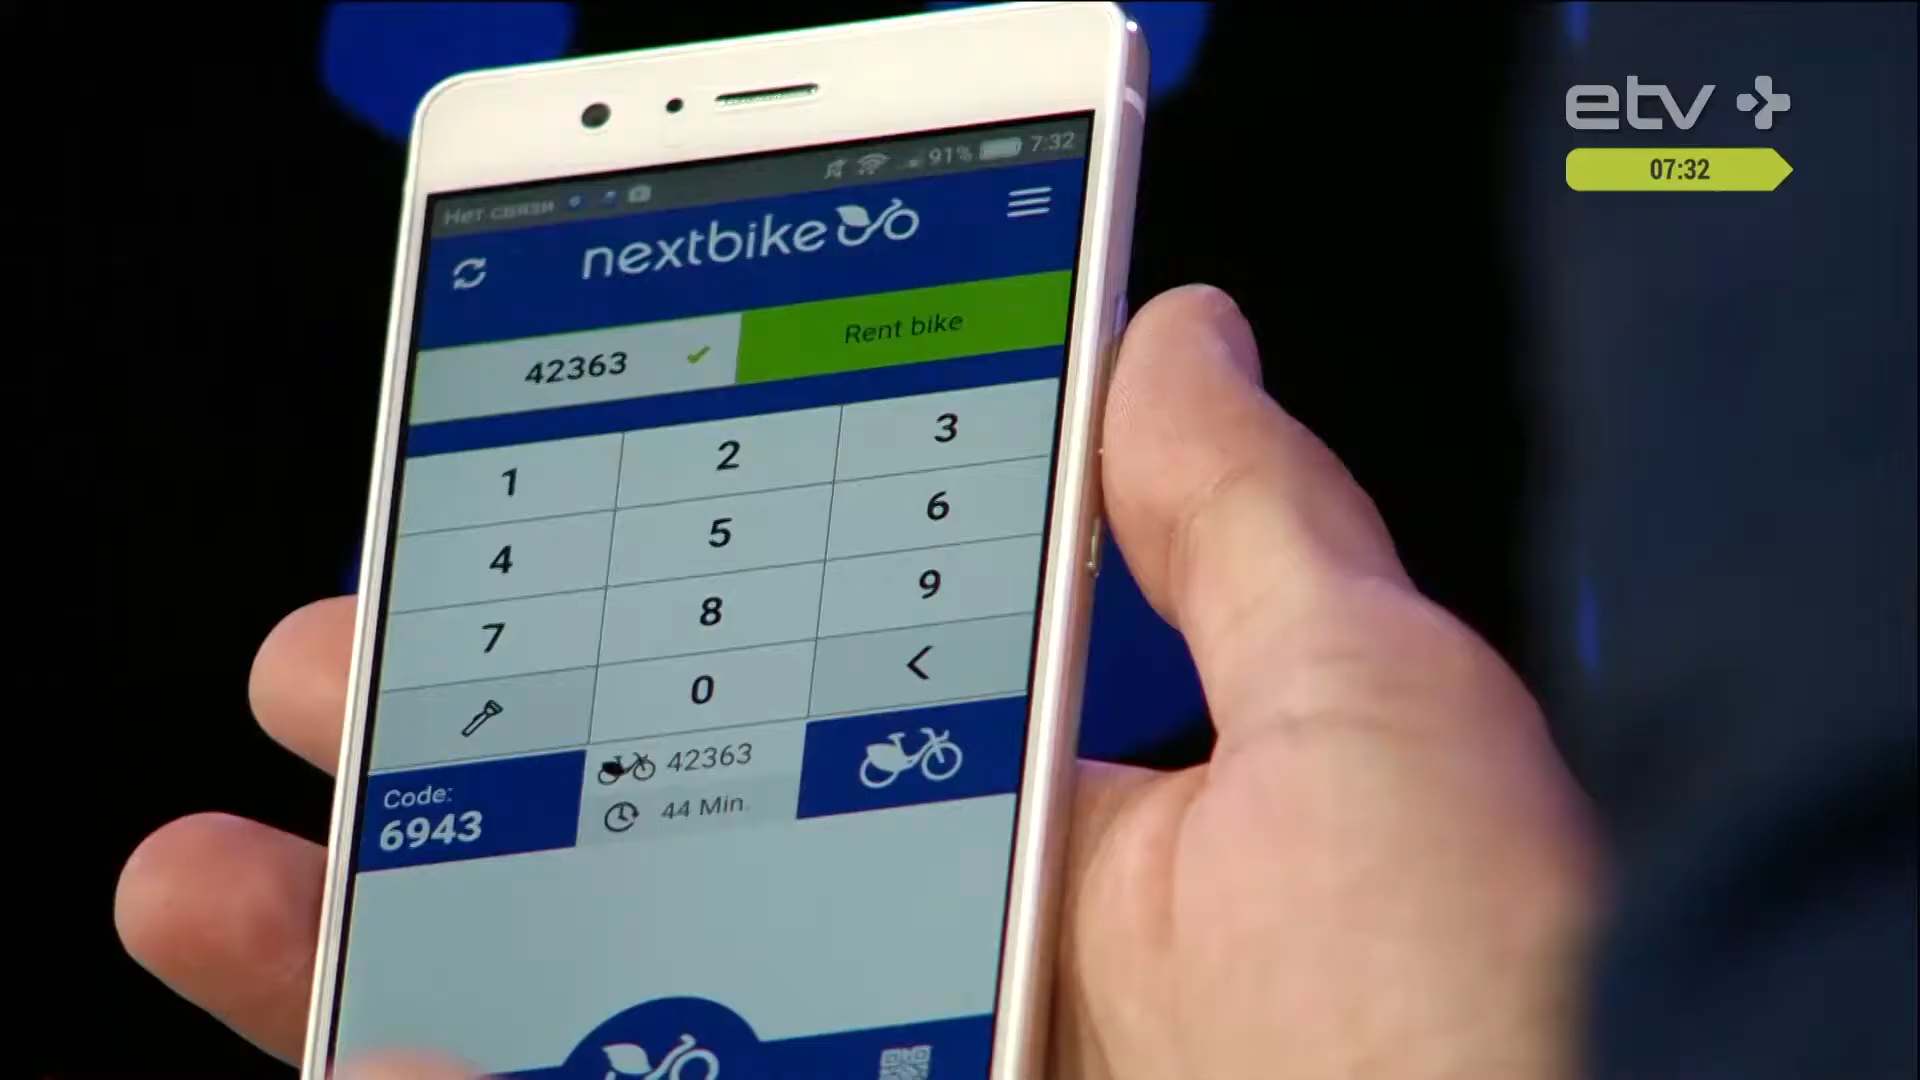 etv
07:32
Нет связи 91% 7:32
nextbike
42363 Rent bike
1 2 3
4 5 6
7 8 9
0 <
Code: 6943
42363
44 Min.